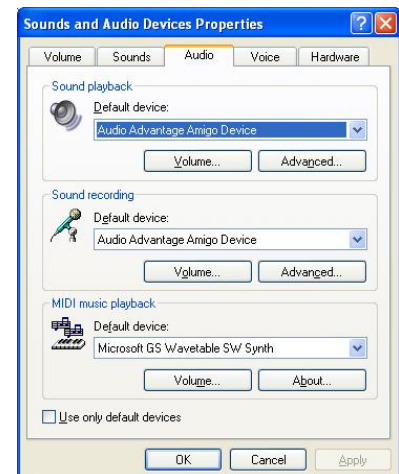 Sounds and Audio Devices Properties
Volume Sounds Audio Voice Hardware
Sound playback
Default device:
Audio Advantage Amigo Device
Volume... Advanced...
Sound recording
Default device:
Audio Advantage Amigo Device
Volume... Advanced...
MIDI music playback
Default device:
Microsoft GS Wavetable SW Synth
Volume... About...
Use only default devices
OK Cancel Apply